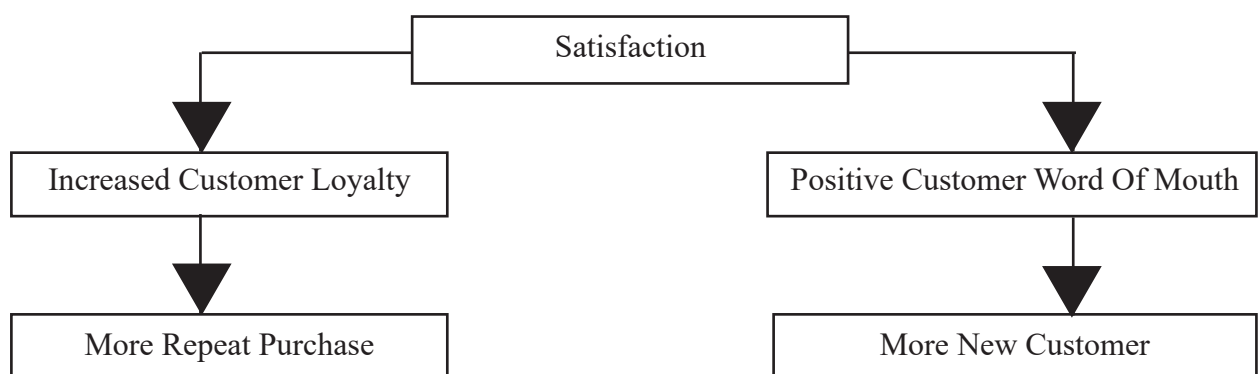 Satisfaction
Increased Customer Loyalty
Positive Customer Word Of Mouth
More Repeat Purchase
More New Customer